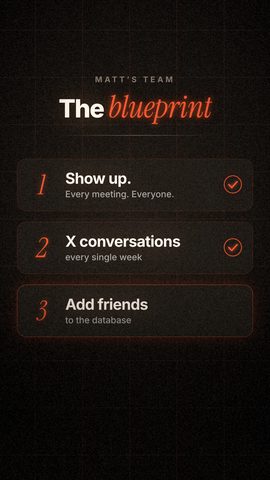 MATT'S TEAM
The blueprint
1
Show up.
Every meeting. Everyone.
2
X conversations
every single week
3
Add friends
to the database